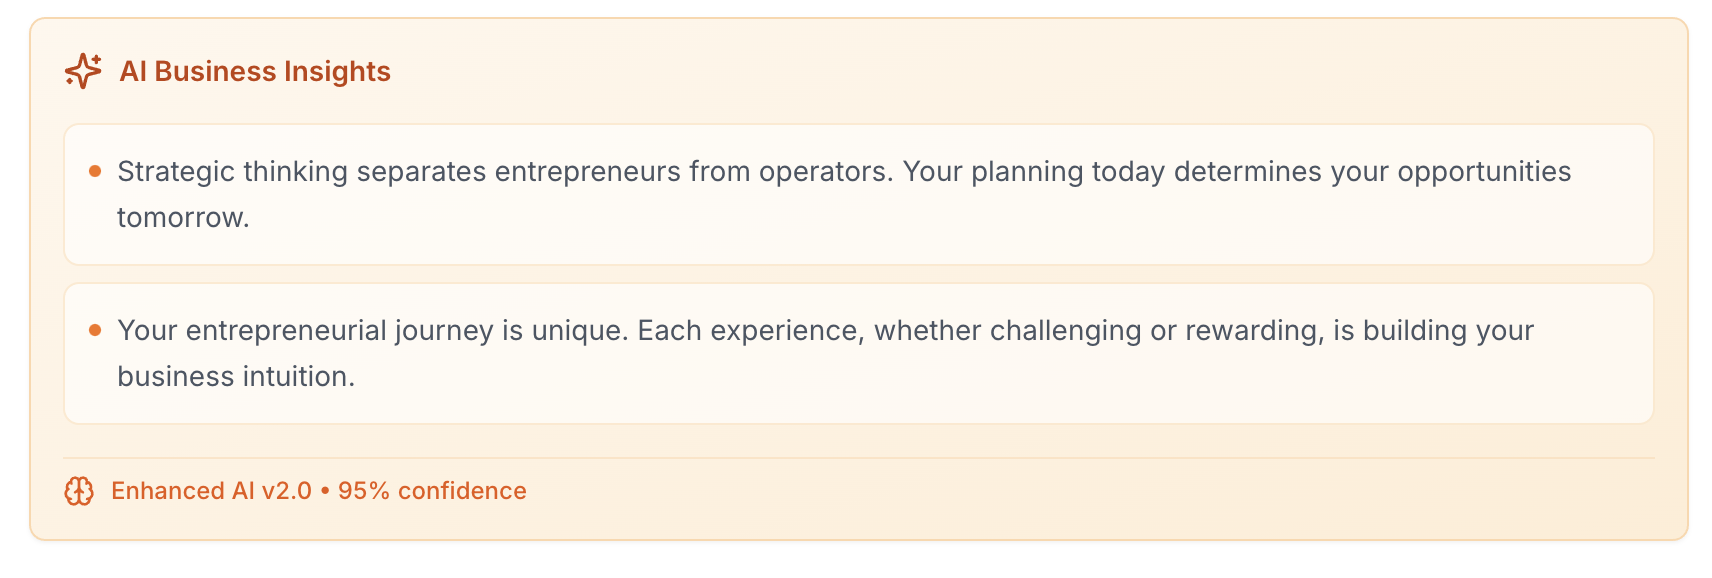 AI Business Insights
• Strategic thinking separates entrepreneurs from operators. Your planning today determines your opportunities
tomorrow.
• Your entrepreneurial journey is unique. Each experience, whether challenging or rewarding, is building your
business intuition.
Enhanced AI v2.0 • 95% confidence